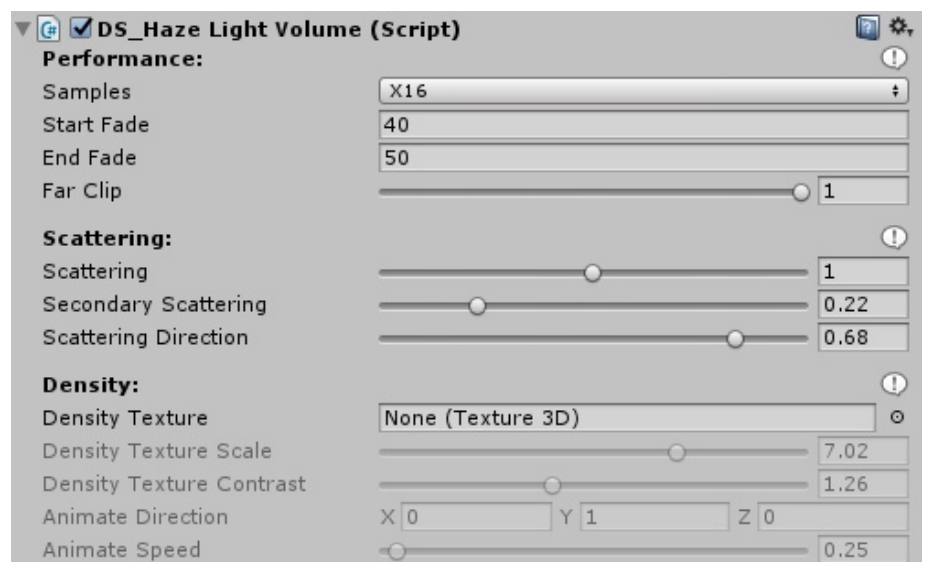 DS_Haze Light Volume (Script)
Performance:
Samples X16
Start Fade 40
End Fade 50
Far Clip 1
Scattering:
Scattering 1
Secondary Scattering 0.22
Scattering Direction 0.68
Density:
Density Texture None (Texture 3D)
Density Texture Scale 7.02
Density Texture Contrast 1.26
Animate Direction X 0 Y 1 Z 0
Animate Speed 0.25